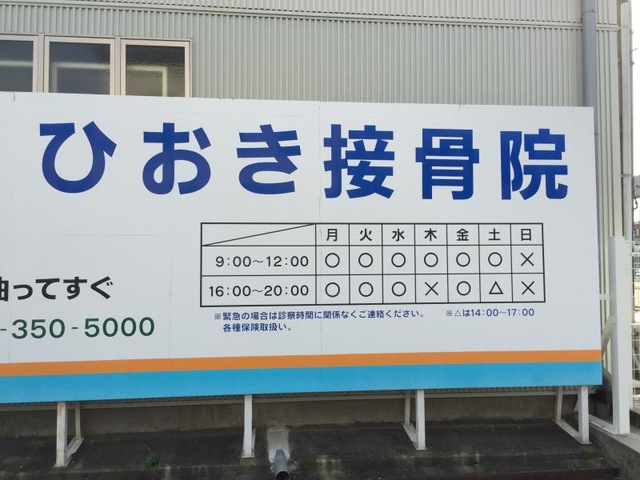 ひおき接骨院
月 火 水 木 金 土 日
9:00〜12:00 ○ ○ ○ ○ ○ ○ ×
16:00〜20:00 ○ ○ ○ × ○ △ ×
※緊急の場合は診察時間に関係なくご連絡ください。 ※△は14:00〜17:00
各種保険取扱い。
ってすぐ
-350-5000